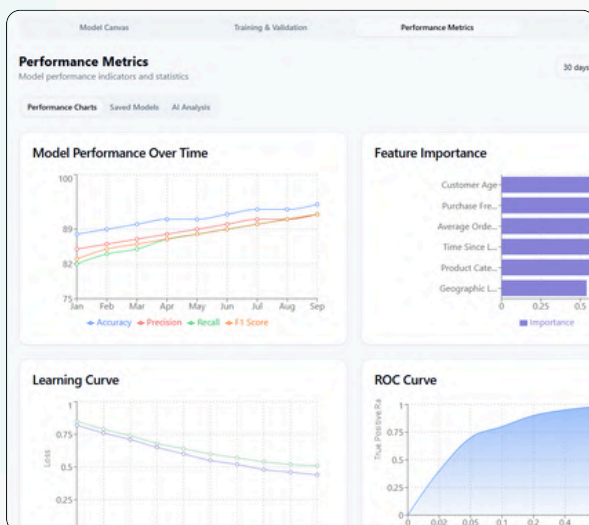 Model Canvas
Training & Validation
Performance Metrics
Performance Metrics
Model performance indicators and statistics
30 days
Performance Charts
Saved Models
AI Analysis
Model Performance Over Time
100
89
82
75
Jan Feb Mar Apr May Jun Jul Aug Sep
Accuracy Precision Recall F1 Score
Feature Importance
Customer Age
Purchase Fre...
Average Orde...
Time Since L...
Product Cate...
Geographic L...
0 0.25 0.5
Importance
Learning Curve
1
0.75
0.5
0.25
Loss
ROC Curve
1
0.75
0.5
0.25
0
True Positive Ra
0 0.02 0.05 0.1 0.2 0.4